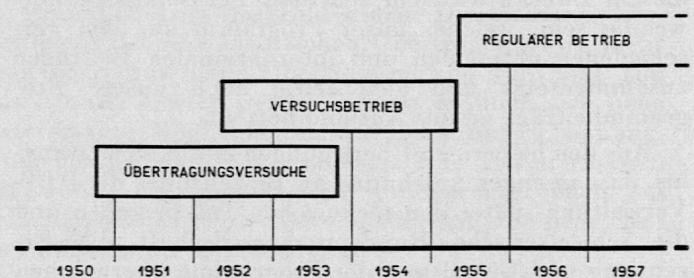 REGULÄRER BETRIEB
VERSUCHSBETRIEB
ÜBERTRAGUNGSVERSUCHE
1950 1951 1952 1953 1954 1955 1956 1957